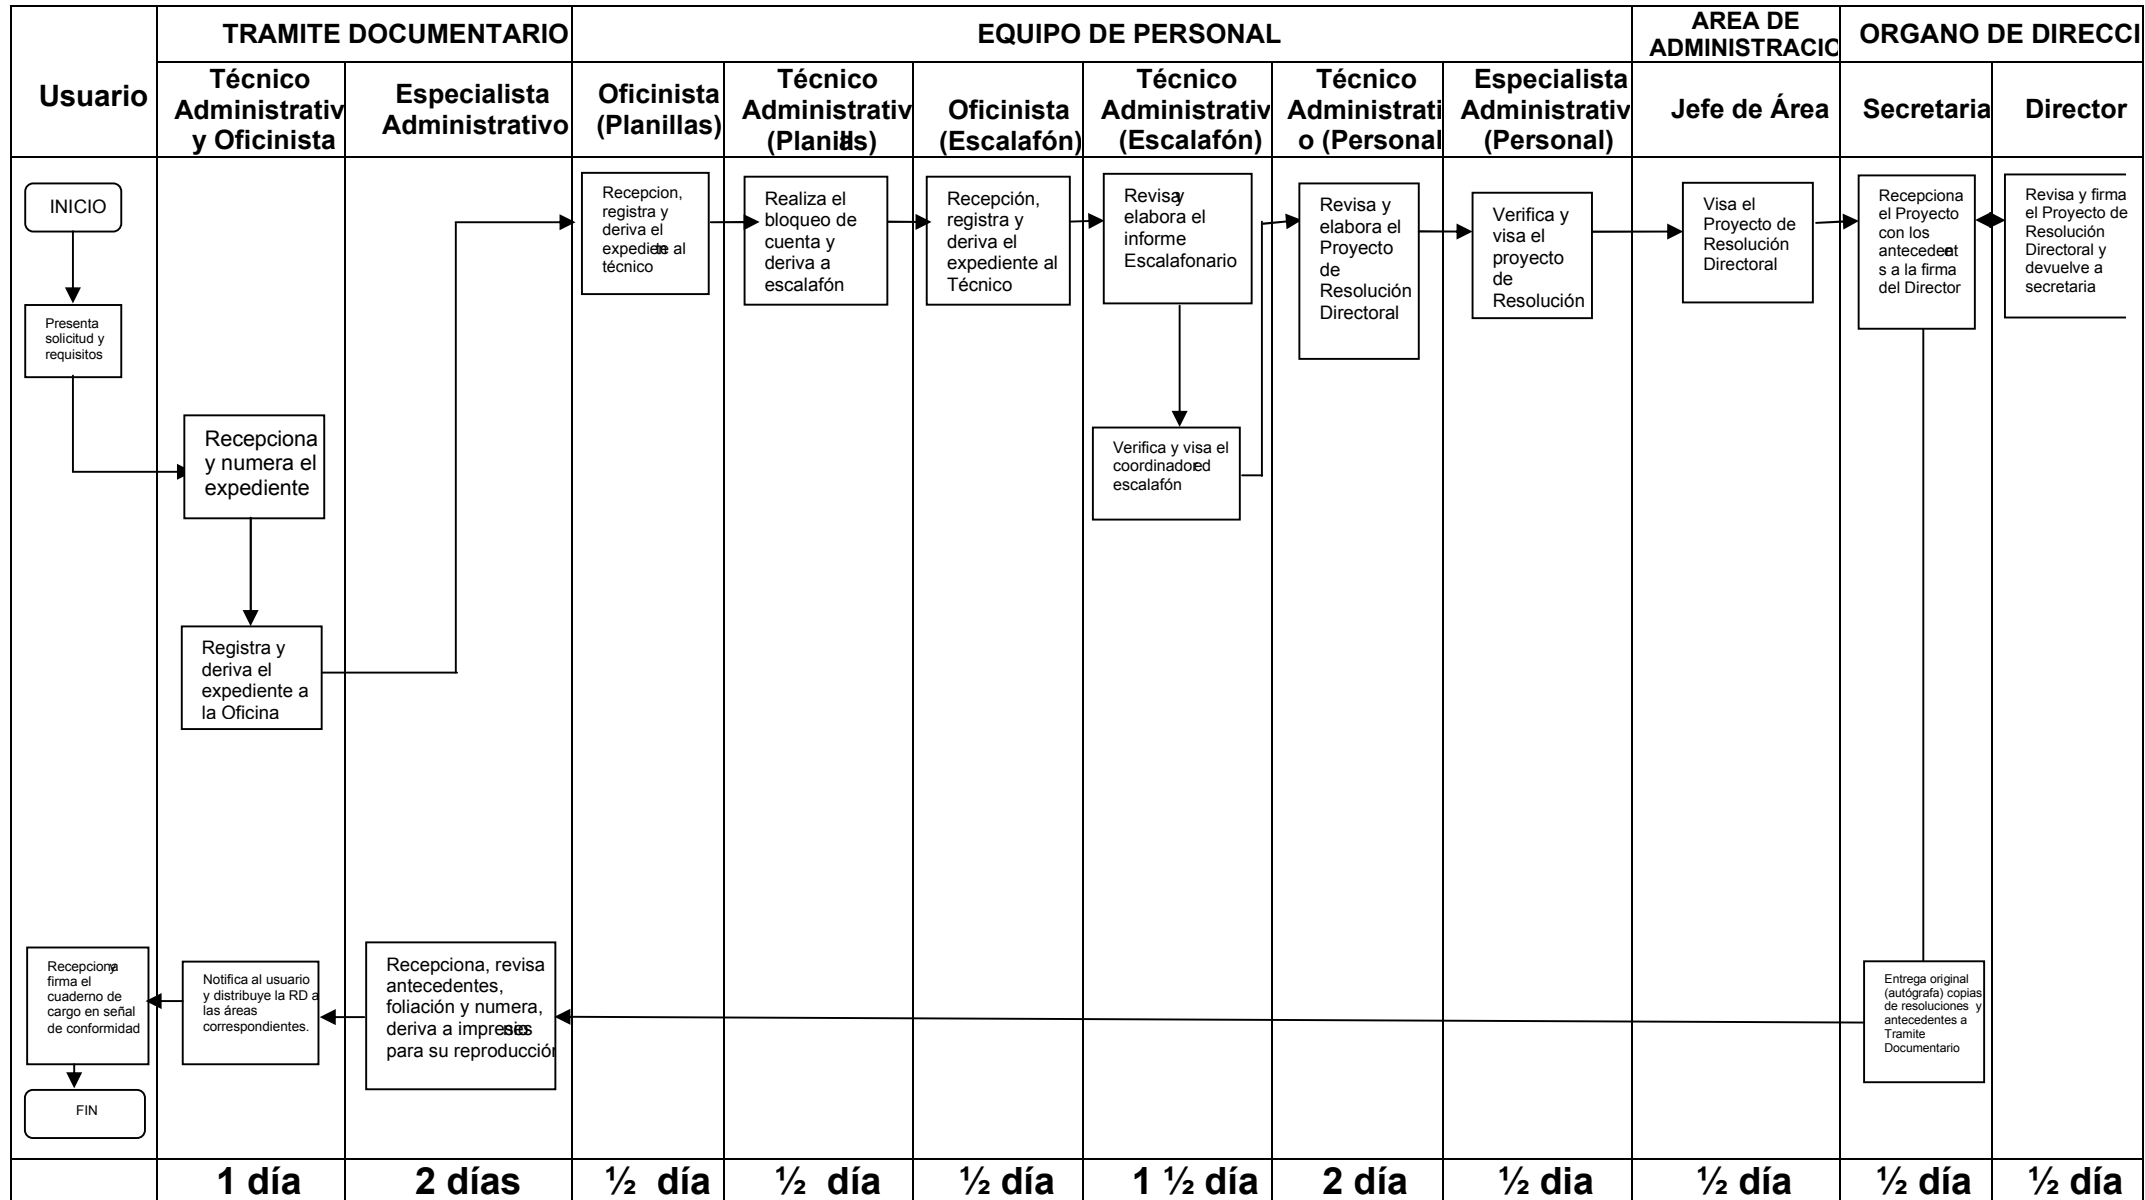 TRAMITE DOCUMENTARIO
EQUIPO DE PERSONAL
AREA DE
ADMINISTRACIO
ORGANO DE DIRECCI
Usuario
Técnico
Administrativ
y Oficinista
Especialista
Administrativo
Oficinista
(Planillas)
Técnico
Administrativ
(Planillas)
Oficinista
(Escalafón)
Técnico
Administrativ
(Escalafón)
Técnico
Administrati
o (Personal
Especialista
Administrativ
(Personal)
Jefe de Área
Secretaria
Director
INICIO
Presenta
solicitud y
requisitos
Recepciona
y numera el
expediente
Registra y
deriva el
expediente a
la Oficina
Recepcion,
registra y
deriva el
expediente al
técnico
Realiza el
bloqueo de
cuenta y
deriva a
escalafón
Recepción,
registra y
deriva el
expediente al
Técnico
Revisa y
elabora el
informe
Escalafonario
Verifica y visa el
coordinador ed
escalafón
Revisa y
elabora el
Proyecto
de
Resolución
Directoral
Verifica y
visa el
proyecto
de
Resolución
Visa el
Proyecto de
Resolución
Directoral
Recepciona
el Proyecto
con los
antecedent
s a la firma
del Director
Revisa y firma
el Proyecto de
Resolución
Directoral y
devuelve a
secretaria
Entrega original
(autógrafa) copias
de resoluciones y
antecedentes a
Tramite
Documentario
Recepciona, revisa
antecedentes,
foliación y numera,
deriva a impresiones
para su reproducción
Notifica al usuario
y distribuye la RD a
las áreas
correspondientes.
Recepciona y
firma el
cuaderno de
cargo en señal
de conformidad
FIN
1 día
2 días
½ día
½ día
½ día
1 ½ día
2 día
½ dia
½ día
½ día
½ día